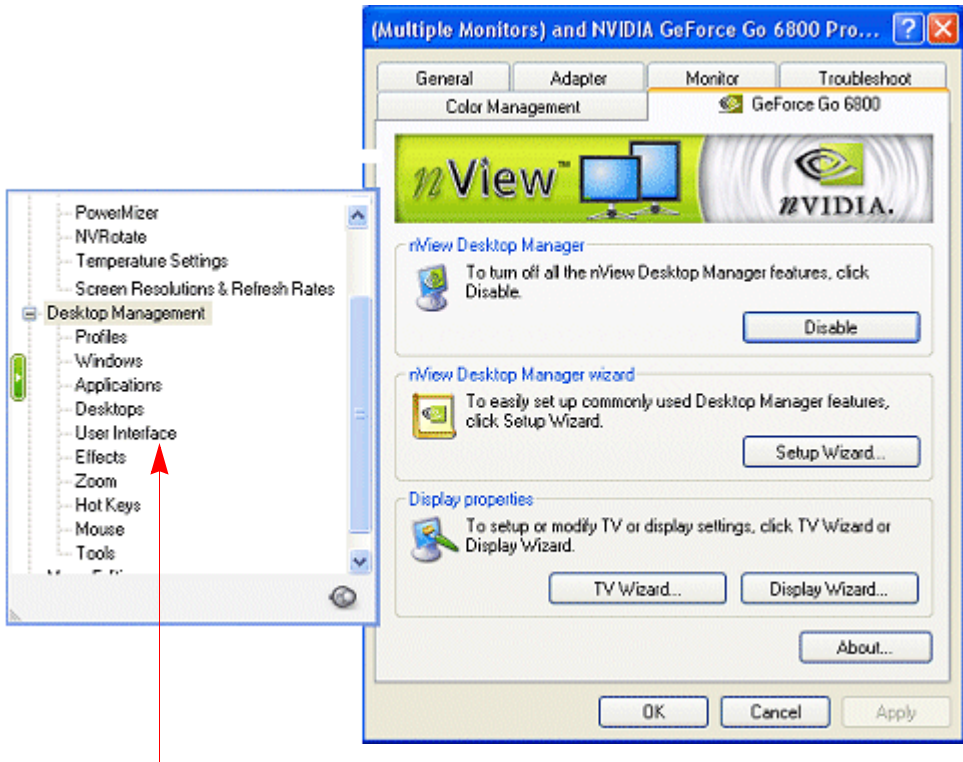 (Multiple Monitors) and NVIDIA GeForce Go 6800 Pro...
General
Adapter
Monitor
Troubleshoot
Color Management
GeForce Go 6800
nView™
nVIDIA.
PowerMizer
NVRotate
Temperature Settings
Screen Resolutions & Refresh Rates
Desktop Management
Profiles
Windows
Applications
Desktops
User Interface
Effects
Zoom
Hot Keys
Mouse
Tools
nView Desktop Manager
To turn off all the nView Desktop Manager features, click
Disable.
Disable
nView Desktop Manager wizard
To easily set up commonly used Desktop Manager features,
click Setup Wizard.
Setup Wizard...
Display properties
To setup or modify TV or display settings, click TV Wizard or
Display Wizard.
TV Wizard...
Display Wizard...
About...
OK
Cancel
Apply